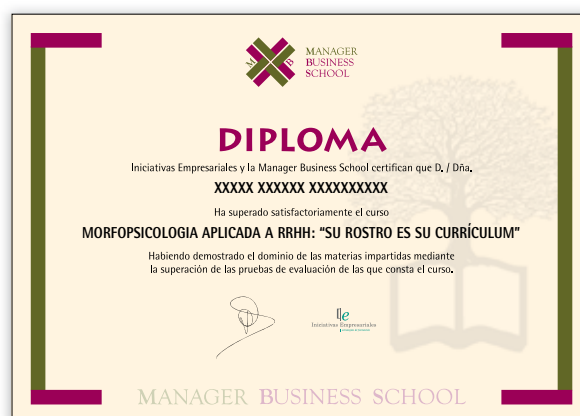 M B
MANAGER
BUSINESS
SCHOOL
DIPLOMA
Iniciativas Empresariales y la Manager Business School certifican que D. / Dña.
XXXXX XXXXXX XXXXXXXXXX
Ha superado satisfactoriamente el curso
MORFOPSICOLOGIA APLICADA A RRHH: “SU ROSTRO ES SU CURRÍCULUM”
Habiendo demostrado el dominio de las materias impartidas mediante
la superación de las pruebas de evaluación de las que consta el curso.
Iniciativas Empresariales
MANAGER BUSINESS SCHOOL